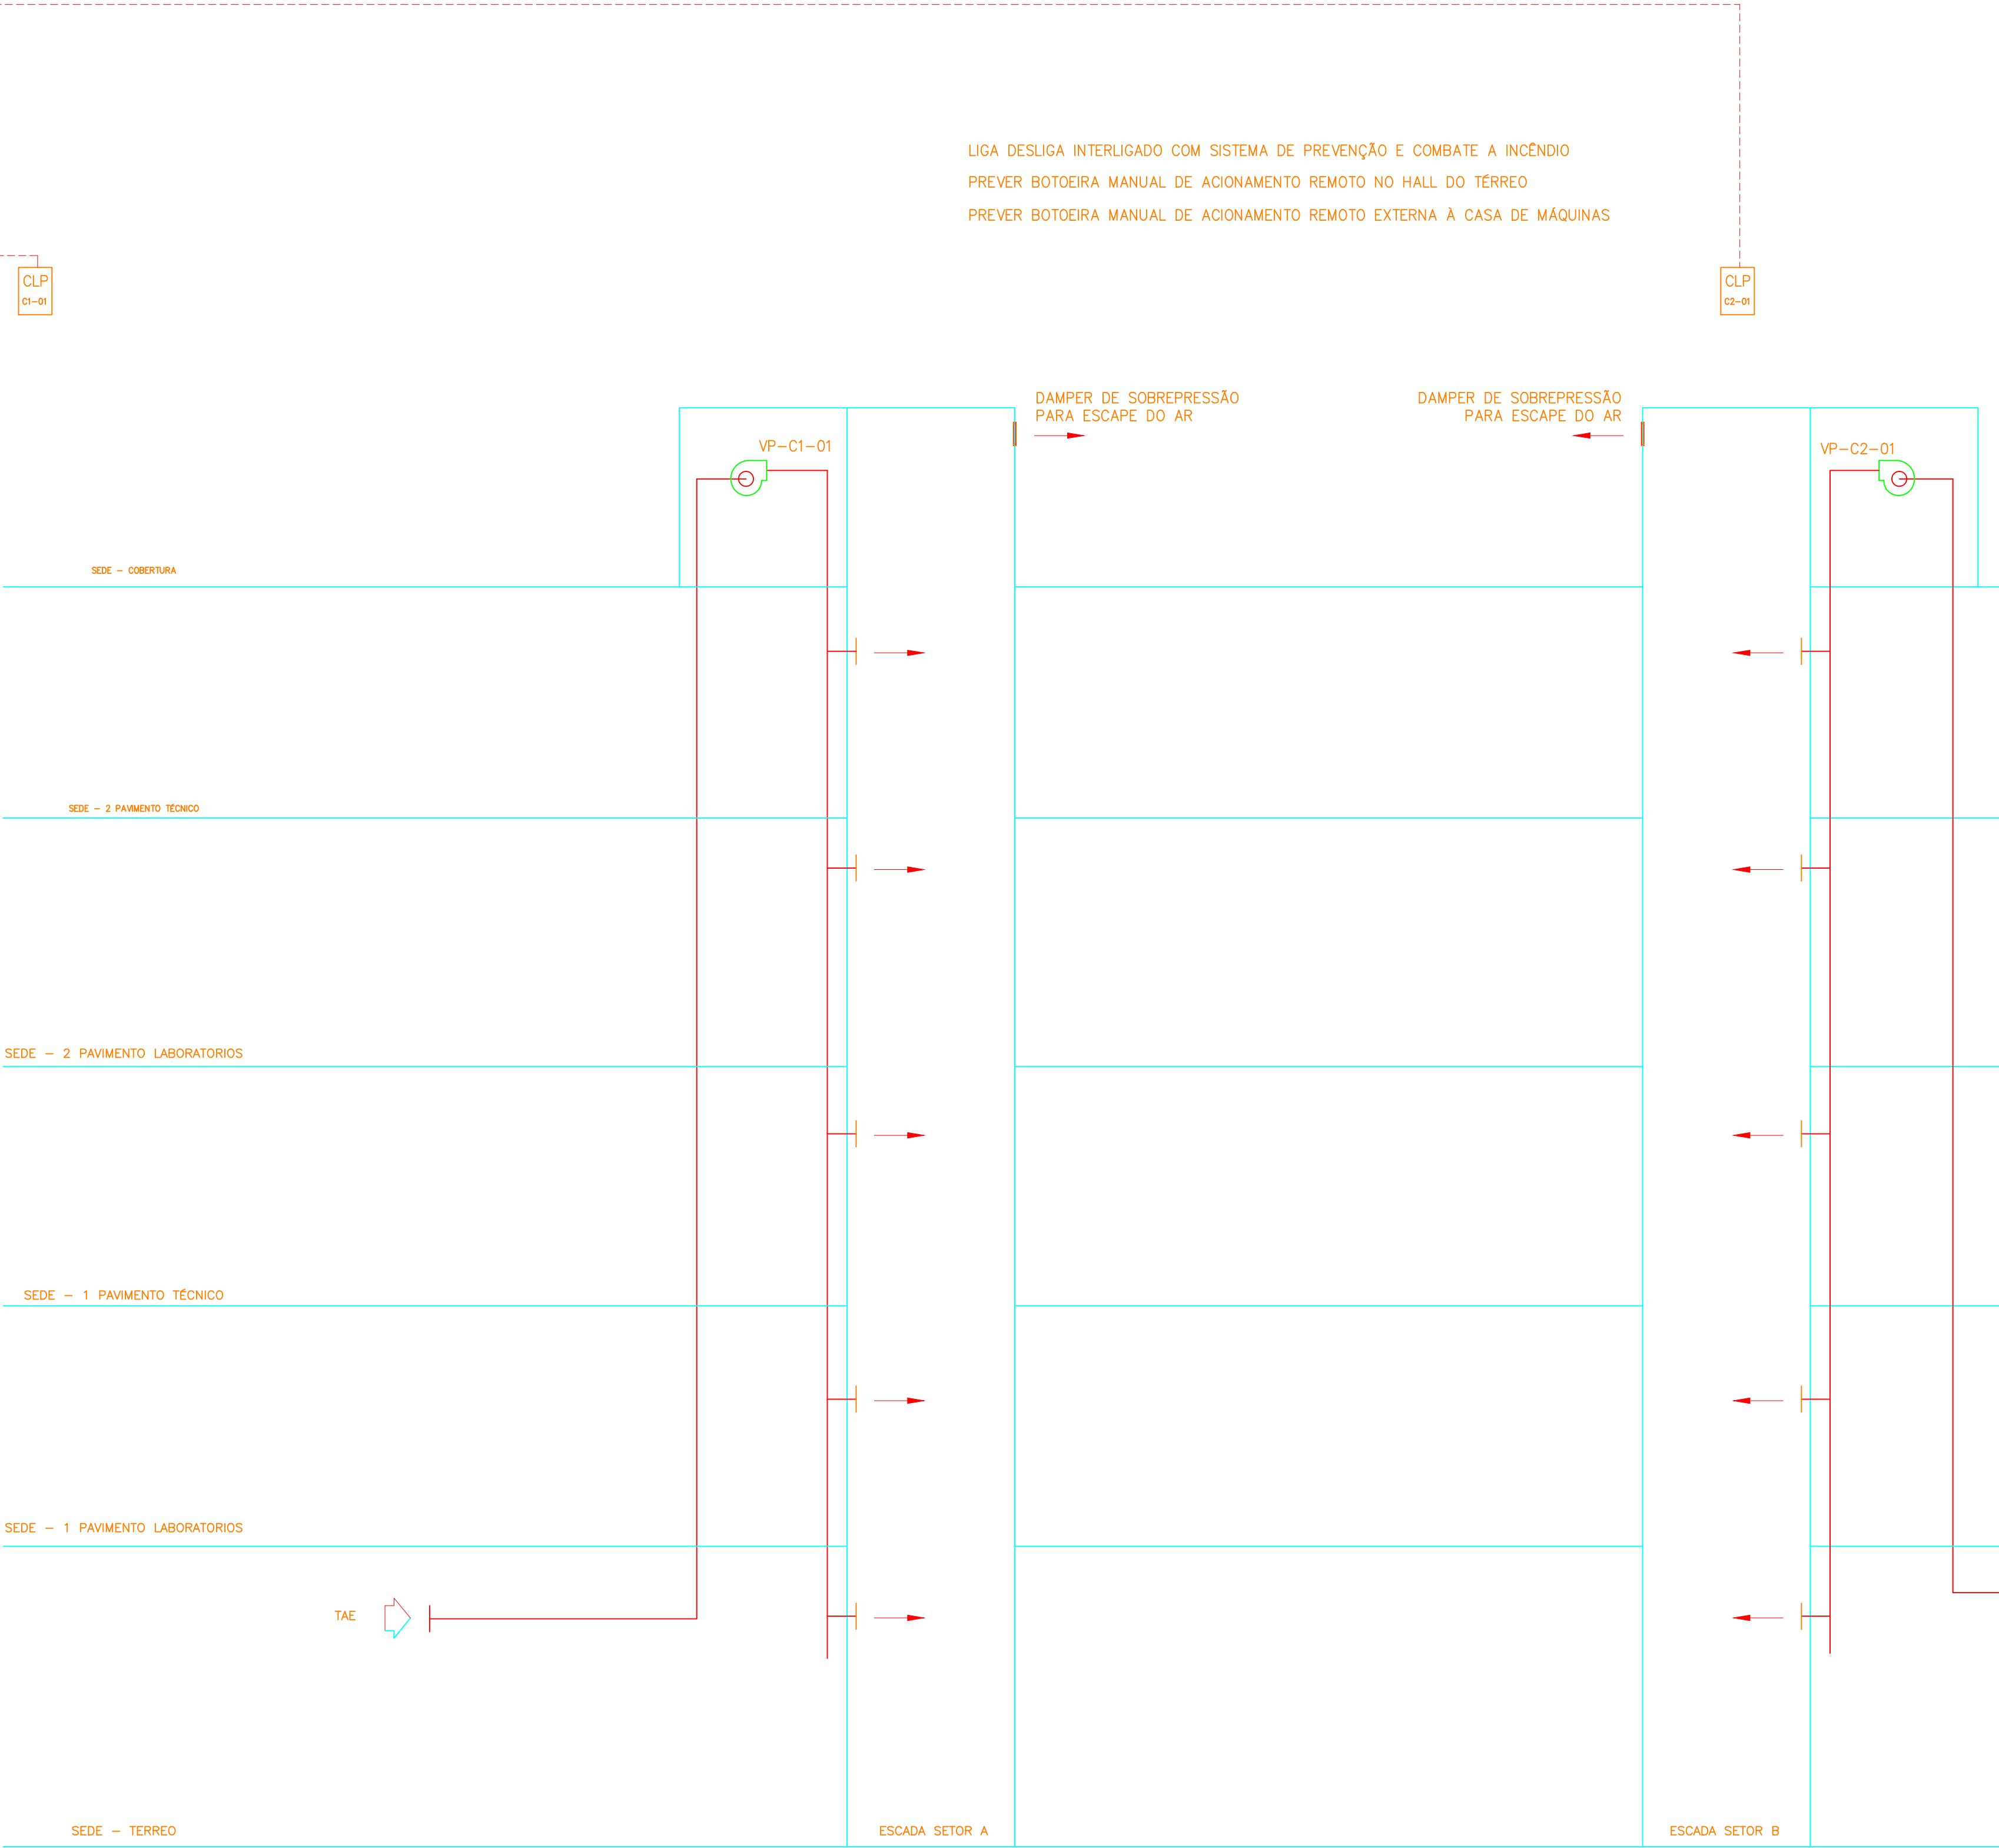 LIGA DESLIGA INTERLIGADO COM SISTEMA DE PREVENÇÃO E COMBATE A INCÊNDIO
PREVER BOTOEIRA MANUAL DE ACIONAMENTO REMOTO NO HALL DO TÉRREO
PREVER BOTOEIRA MANUAL DE ACIONAMENTO REMOTO EXTERNA À CASA DE MÁQUINAS
CLP
C1-01
CLP
C2-01
DAMPER DE SOBREPRESSÃO
PARA ESCAPE DO AR
DAMPER DE SOBREPRESSÃO
PARA ESCAPE DO AR
VP-C1-01
VP-C2-01
SEDE - COBERTURA
SEDE - 2 PAVIMENTO TÉCNICO
SEDE - 2 PAVIMENTO LABORATORIOS
SEDE - 1 PAVIMENTO TÉCNICO
SEDE - 1 PAVIMENTO LABORATORIOS
TAE
SEDE - TERREO
ESCADA SETOR A
ESCADA SETOR B